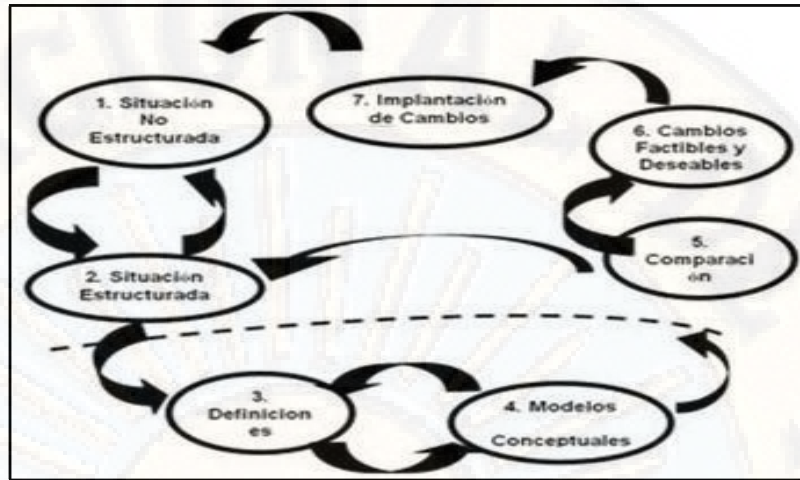 1. Situación
No
Estructurada
7. Implantación
de Cambios
6. Cambios
Factibles y
Deseables
5.
Comparaci
ón
2. Situación
Estructurada
3.
Definicion
es
4. Modelos
Conceptuales